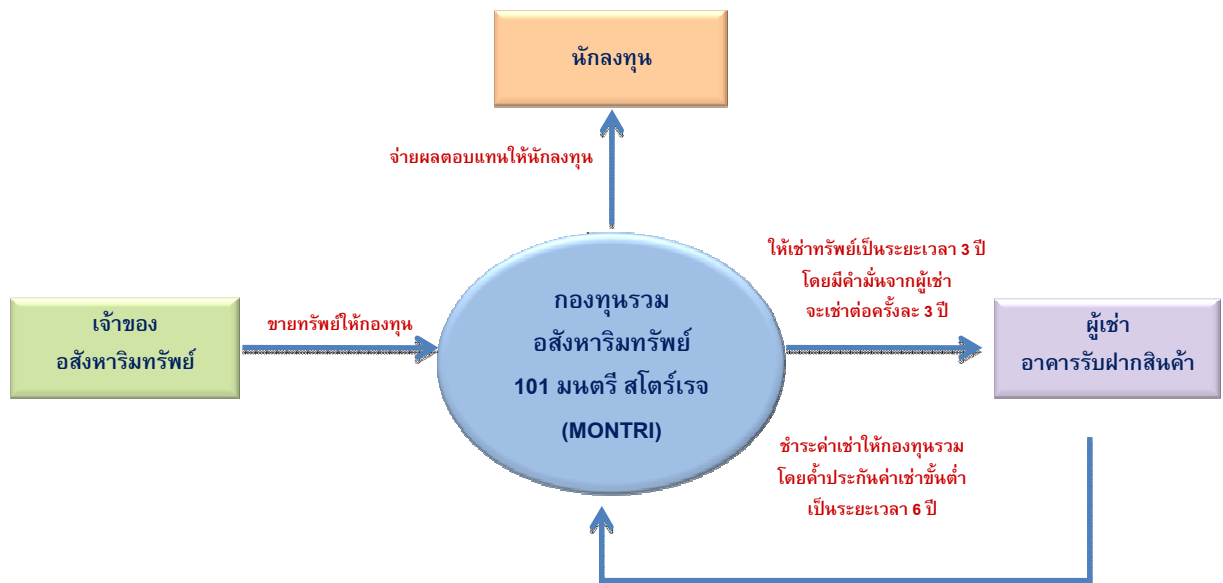 นักลงทุน
จ่ายผลตอบแทนให้นักลงทุน
เจ้าของ
อสังหาริมทรัพย์
ขายทรัพย์ให้กองทุน
กองทุนรวม
อสังหาริมทรัพย์
101 มนตรี สโตร์เรจ
(MONTRI)
ให้เช่าทรัพย์เป็นระยะเวลา 3 ปี
โดยมีคำมั่นจากผู้เช่า
จะเช่าต่อครั้งละ 3 ปี
ผู้เช่า
อาคารรับฝากสินค้า
ชำระค่าเช่าให้กองทุนรวม
โดยค้ำประกันค่าเช่าขั้นต่ำ
เป็นระยะเวลา 6 ปี